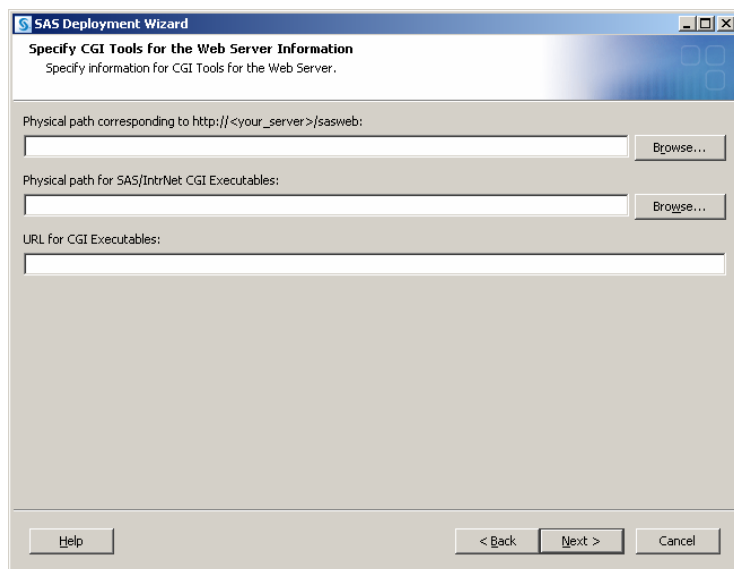 SAS Deployment Wizard
Specify CGI Tools for the Web Server Information
Specify information for CGI Tools for the Web Server.
Physical path corresponding to http://<your_server>/sasweb:
Browse...
Physical path for SAS/IntrNet CGI Executables:
Browse...
URL for CGI Executables:
Help
< Back
Next >
Cancel